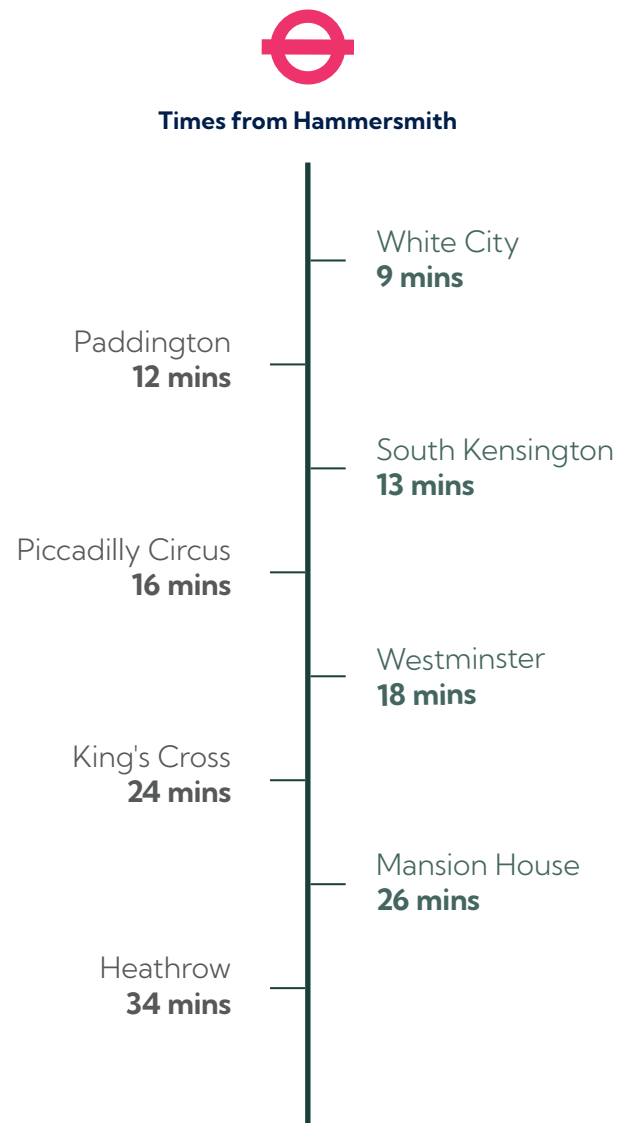 Times from Hammersmith
White City
9 mins
Paddington
12 mins
South Kensington
13 mins
Piccadilly Circus
16 mins
Westminster
18 mins
King's Cross
24 mins
Mansion House
26 mins
Heathrow
34 mins